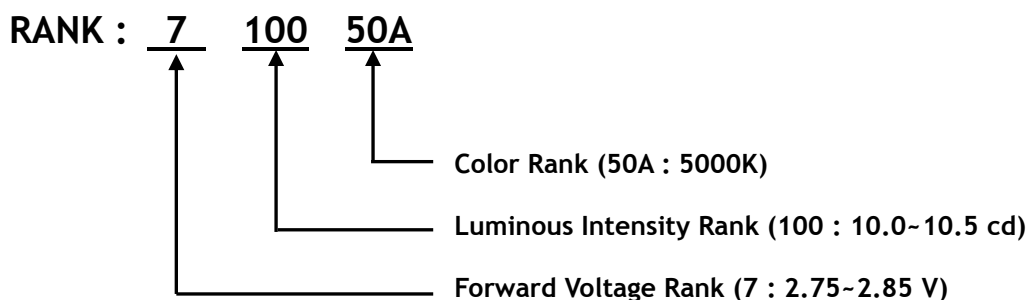 RANK : 7 100 50A
Color Rank (50A : 5000K)
Luminous Intensity Rank (100 : 10.0~10.5 cd)
Forward Voltage Rank (7 : 2.75~2.85 V)